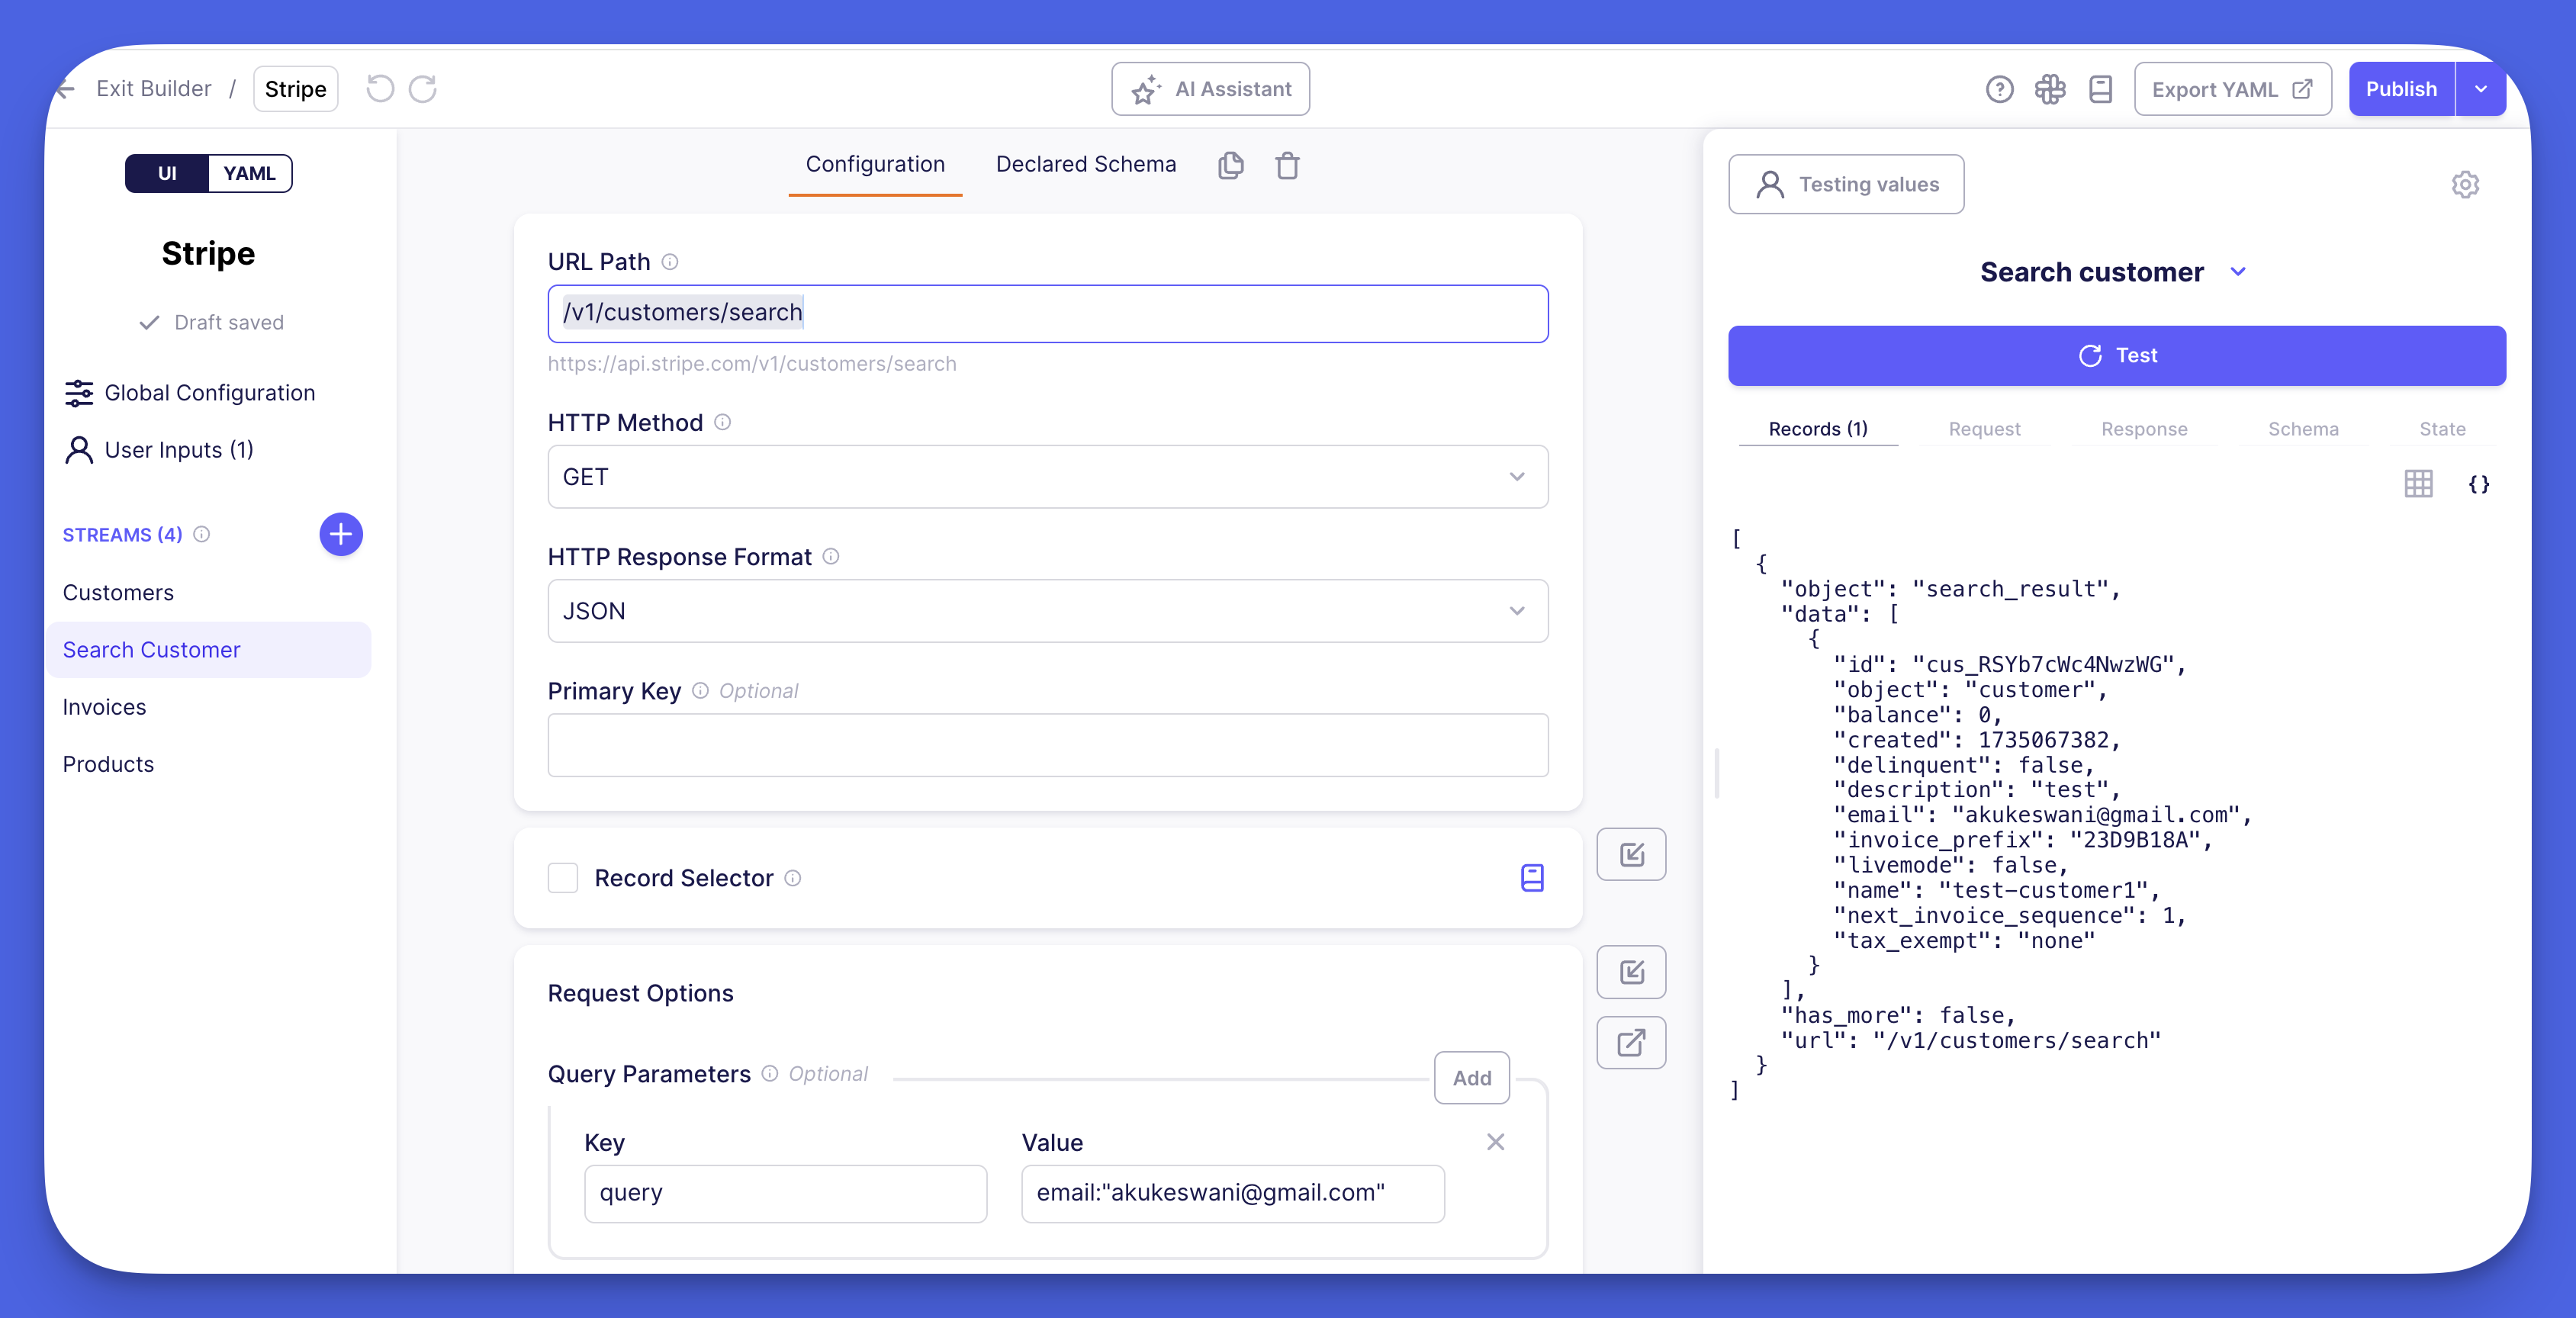 Exit Builder / Stripe
AI Assistant
Export YAML
Publish
UI YAML
Stripe
Draft saved
Global Configuration
User Inputs (1)
STREAMS (4)
Customers
Search Customer
Invoices
Products
Configuration Declared Schema
URL Path
/v1/customers/search
https://api.stripe.com/v1/customers/search
HTTP Method
GET
HTTP Response Format
JSON
Primary Key Optional
Record Selector
Request Options
Query Parameters Optional
Add
Key Value
query email:"akukeswani@gmail.com"
Testing values
Search customer
Test
Records (1) Request Response Schema State
{}
[
{
"object": "search_result",
"data": [
{
"id": "cus_RSYb7cWc4NwzWG",
"object": "customer",
"balance": 0,
"created": 1735067382,
"delinquent": false,
"description": "test",
"email": "akukeswani@gmail.com",
"invoice_prefix": "23D9B18A",
"livemode": false,
"name": "test-customer1",
"next_invoice_sequence": 1,
"tax_exempt": "none"
}
],
"has_more": false,
"url": "/v1/customers/search"
}
]